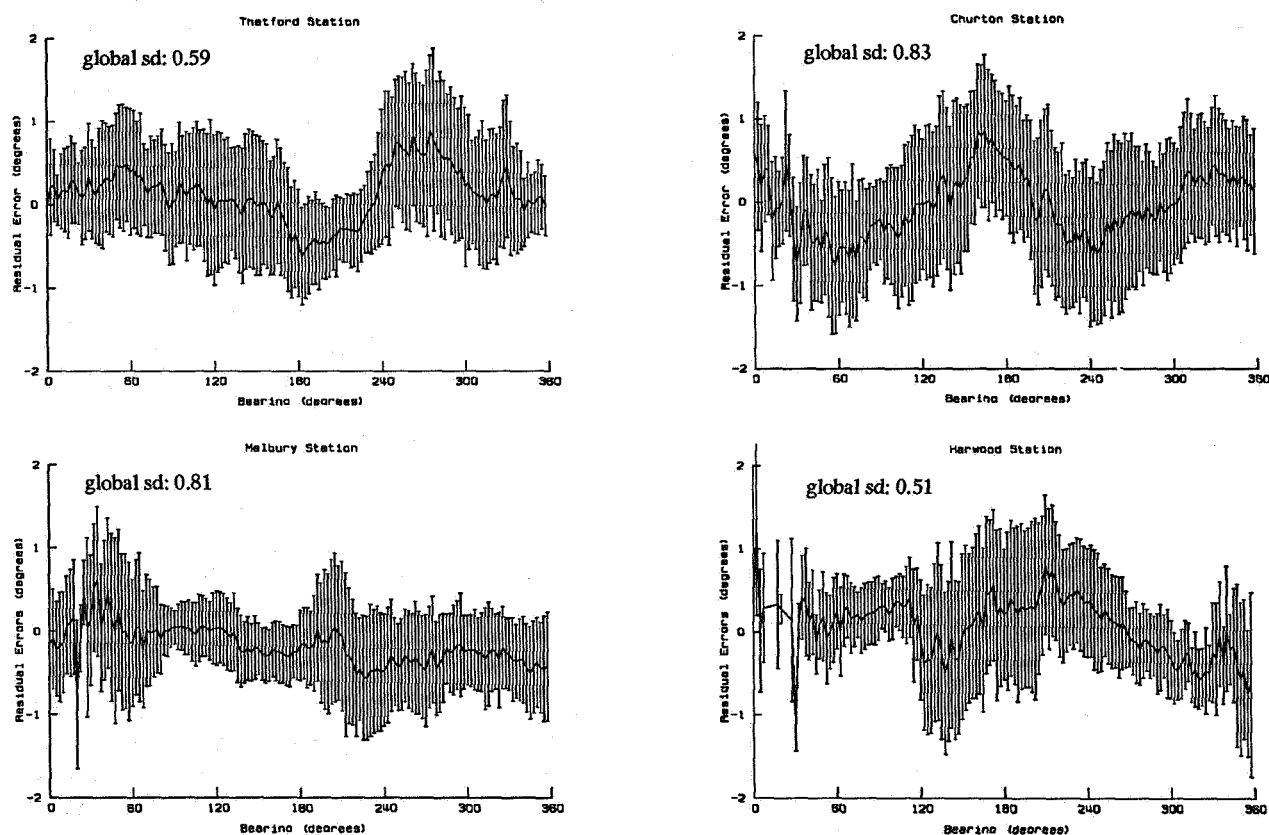 Thetford Station
global sd: 0.59
2
1
0
-1
-2
Residual Error (degrees)
0 60 120 180 240 300 360
Bearing (degrees)
Churton Station
global sd: 0.83
2
1
0
-1
-2
Residual Error (degrees)
0 60 120 180 240 300 360
Bearing (degrees)
Melbury Station
global sd: 0.81
2
1
0
-1
-2
Residual Errors (degrees)
0 60 120 180 240 300 360
Bearing (degrees)
Harwood Station
global sd: 0.51
2
1
0
-1
-2
Residual Errors (degrees)
0 60 120 180 240 300 360
Bearing (degrees)